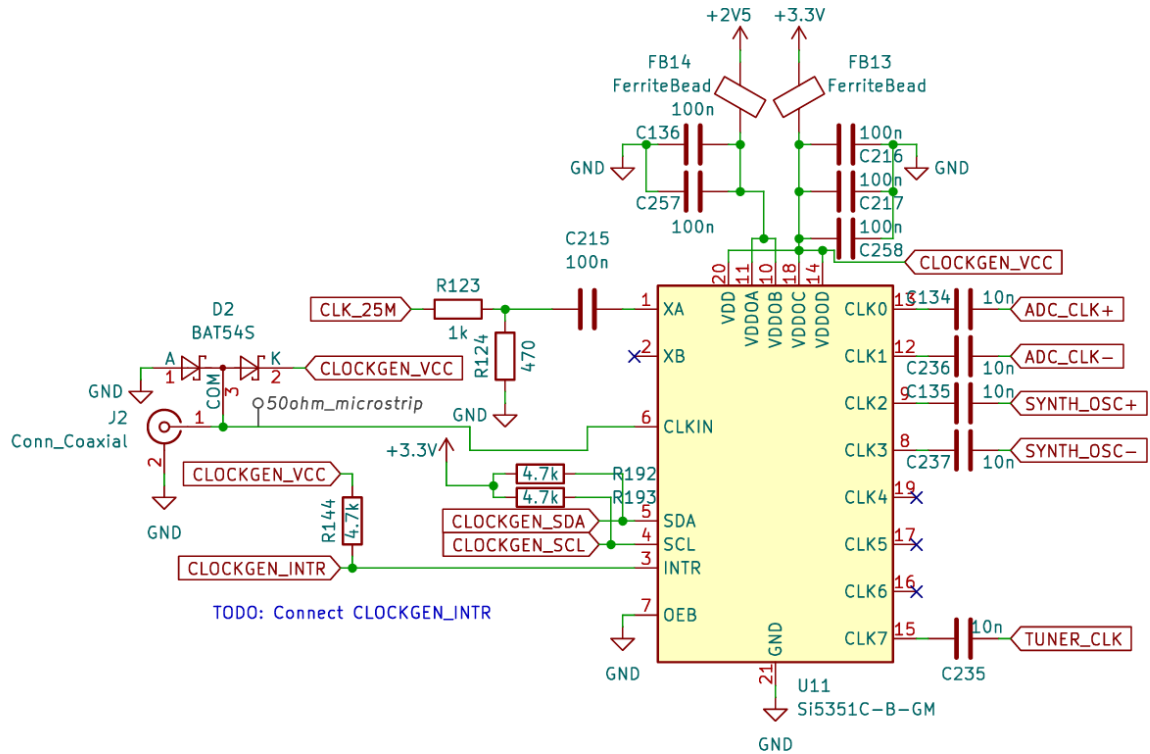 +2V5
+3.3V
FB14
FerriteBead
FB13
FerriteBead
100n
C136
GND
C257
100n
100n
C216
100n
C217
100n
C258
GND
CLOCKGEN_VCC
C215
100n
CLK_25M
R123
1k
R124
470
GND
D2
BAT54S
A
1
K
2
COM
3
GND
CLOCKGEN_VCC
J2
Conn_Coaxial
1
2
GND
50ohm_microstrip
+3.3V
4.7k
R192
4.7k
R193
CLOCKGEN_VCC
R144
4.7k
CLOCKGEN_SDA
CLOCKGEN_SCL
CLOCKGEN_INTR
TODO: Connect CLOCKGEN_INTR
GND
20
11
10
18
14
VDD
VDDOA
VDDOB
VDDOC
VDDOD
1
XA
2
XB
6
CLKIN
5
SDA
4
SCL
3
INTR
7
OEB
CLK0
13
C134
10n
ADC_CLK+
CLK1
12
C236
10n
ADC_CLK-
CLK2
9
C135
10n
SYNTH_OSC+
CLK3
8
C237
10n
SYNTH_OSC-
CLK4
19
CLK5
17
CLK6
16
CLK7
15
10n
C235
TUNER_CLK
GND
21
U11
Si5351C-B-GM
GND